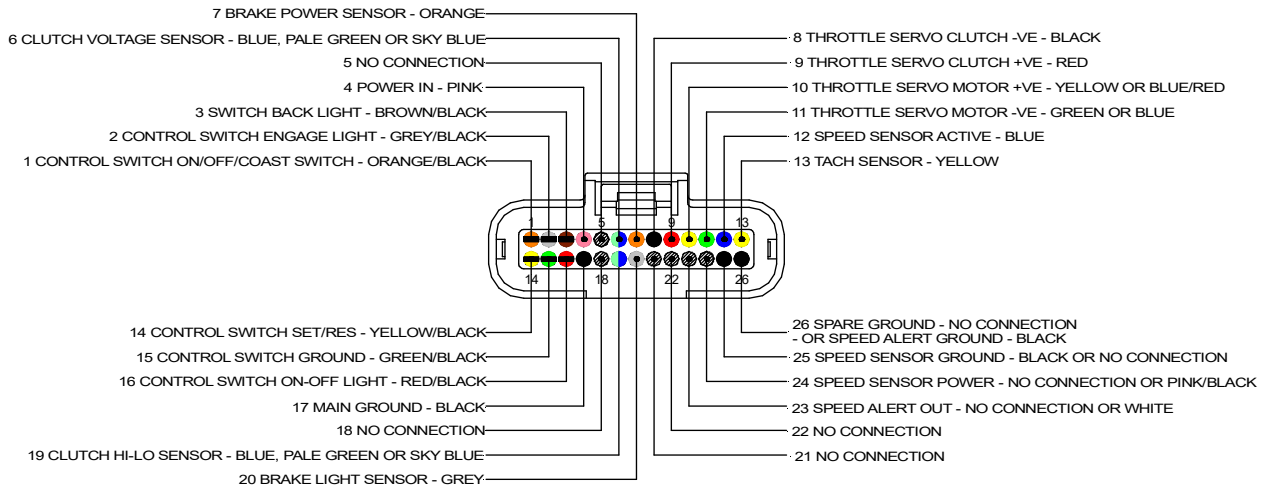 7 BRAKE POWER SENSOR - ORANGE
6 CLUTCH VOLTAGE SENSOR - BLUE, PALE GREEN OR SKY BLUE
5 NO CONNECTION
4 POWER IN - PINK
3 SWITCH BACK LIGHT - BROWN/BLACK
2 CONTROL SWITCH ENGAGE LIGHT - GREY/BLACK
1 CONTROL SWITCH ON/OFF/COAST SWITCH - ORANGE/BLACK
8 THROTTLE SERVO CLUTCH -VE - BLACK
9 THROTTLE SERVO CLUTCH +VE - RED
10 THROTTLE SERVO MOTOR +VE - YELLOW OR BLUE/RED
11 THROTTLE SERVO MOTOR -VE - GREEN OR BLUE
12 SPEED SENSOR ACTIVE - BLUE
13 TACH SENSOR - YELLOW
1 5 9 13
14 18 22 26
14 CONTROL SWITCH SET/RES - YELLOW/BLACK
15 CONTROL SWITCH GROUND - GREEN/BLACK
16 CONTROL SWITCH ON-OFF LIGHT - RED/BLACK
17 MAIN GROUND - BLACK
18 NO CONNECTION
19 CLUTCH HI-LO SENSOR - BLUE, PALE GREEN OR SKY BLUE
20 BRAKE LIGHT SENSOR - GREY
26 SPARE GROUND - NO CONNECTION
- OR SPEED ALERT GROUND - BLACK
25 SPEED SENSOR GROUND - BLACK OR NO CONNECTION
24 SPEED SENSOR POWER - NO CONNECTION OR PINK/BLACK
23 SPEED ALERT OUT - NO CONNECTION OR WHITE
22 NO CONNECTION
21 NO CONNECTION